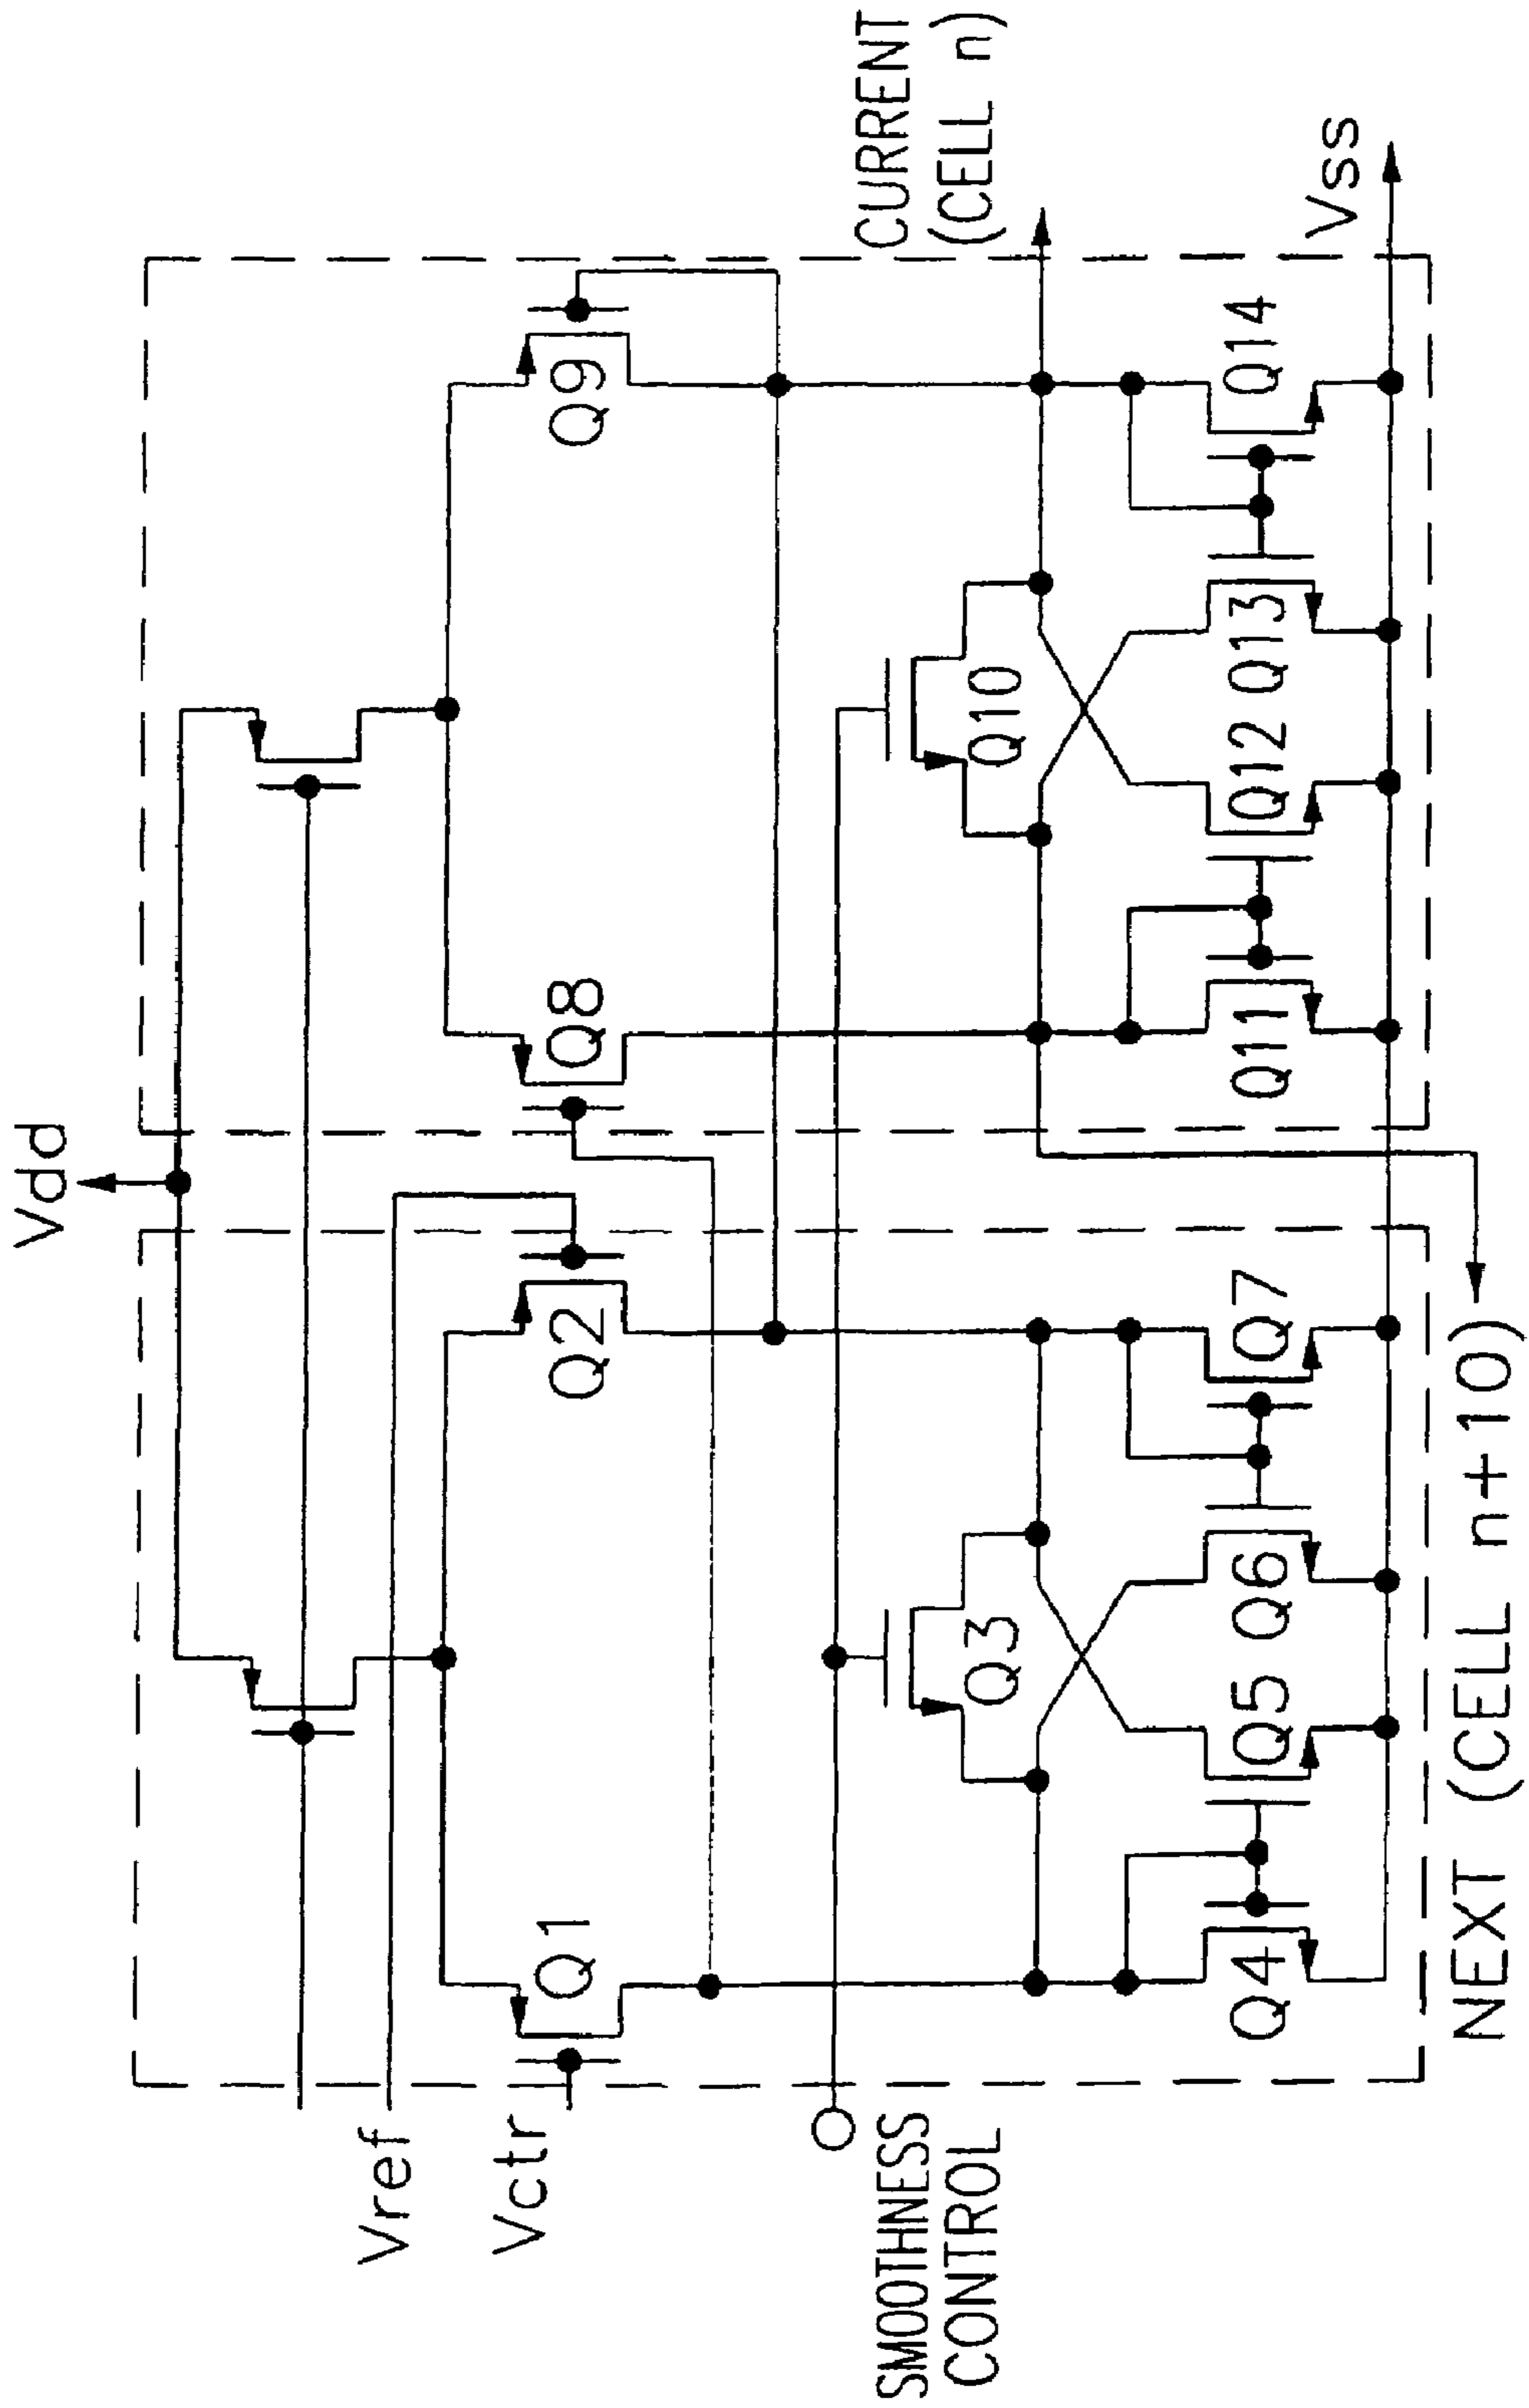 Vdd
Vref
Vctr
Q1
Q2
Q8
Q9
SMOOTHNESS
CONTROL
Q3
Q10
CURRENT
(CELL n)
Q4
Q5
Q6
Q7
Q11
Q12
Q13
Q14
Vss
NEXT (CELL n+10)